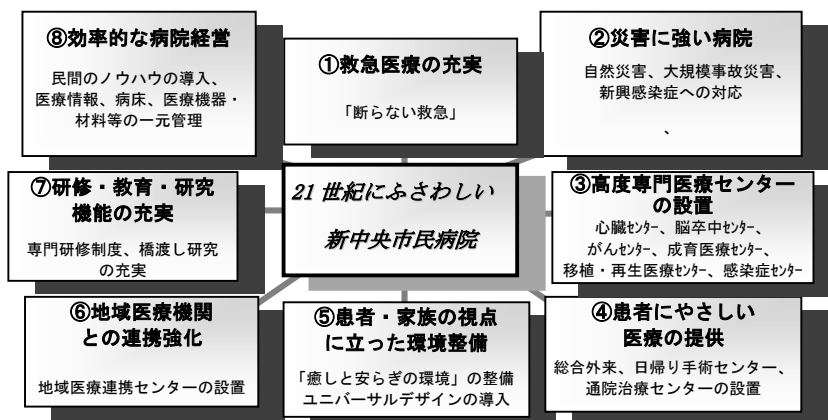 ⑧効率的な病院経営
民間のノウハウの導入、
医療情報、病床、医療機器・
材料等の一元管理
①救急医療の充実
「断らない救急」
②災害に強い病院
自然災害、大規模事故災害、
新興感染症への対応
、
⑦研修・教育・研究
機能の充実
専門研修制度、橋渡し研究
の充実
21 世紀にふさわしい
新中央市民病院
③高度専門医療センター
の設置
心臓ｾﾝﾀｰ、脳卒中ｾﾝﾀｰ、
がんｾﾝﾀｰ、成育医療ｾﾝﾀｰ、
移植・再生医療ｾﾝﾀｰ、感染症ｾﾝﾀｰ
⑥地域医療機関
との連携強化
地域医療連携センターの設置
⑤患者・家族の視点
に立った環境整備
「癒しと安らぎの環境」の整備
ユニバーサルデザインの導入
④患者にやさしい
医療の提供
総合外来、日帰り手術センター、
通院治療センターの設置